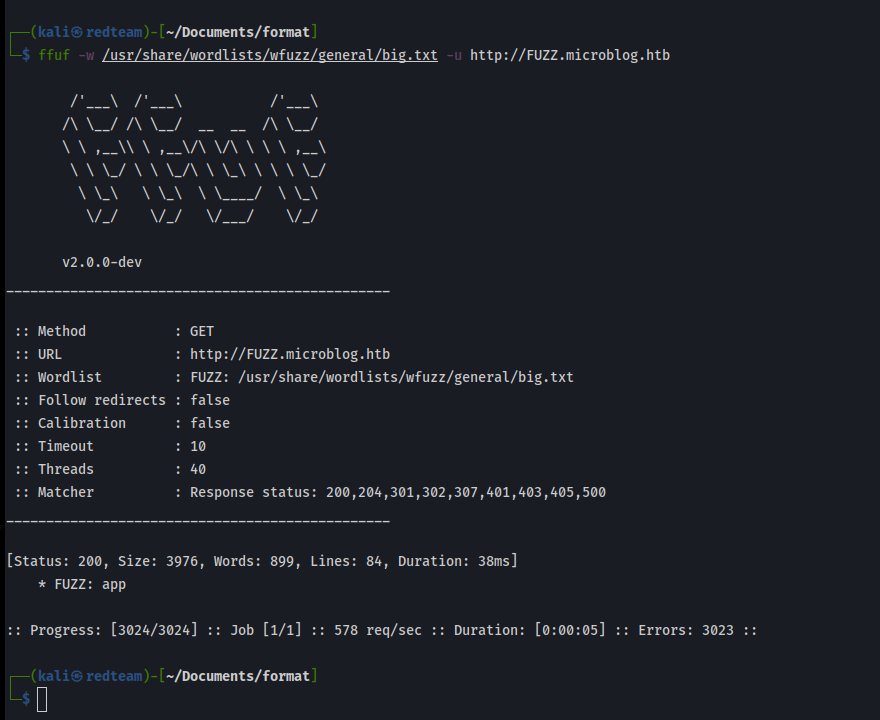 ┌──(kali㉿redteam)-[~/Documents/format]
└─$ ffuf -w /usr/share/wordlists/wfuzz/general/big.txt -u http://FUZZ.microblog.htb

        /'___\  /'___\           /'___\
       /\ \__/ /\ \__/  __  __  /\ \__/
       \ \ ,__\\ \ ,__\/\ \/\ \ \ \ ,__\
        \ \ \_/ \ \ \_/\ \ \_\ \ \ \ \_/
         \ \_\   \ \_\  \ \____/  \ \_\
          \/_/    \/_/   \/___/    \/_/

       v2.0.0-dev
________________________________________________

 :: Method           : GET
 :: URL              : http://FUZZ.microblog.htb
 :: Wordlist         : FUZZ: /usr/share/wordlists/wfuzz/general/big.txt
 :: Follow redirects : false
 :: Calibration      : false
 :: Timeout          : 10
 :: Threads          : 40
 :: Matcher          : Response status: 200,204,301,302,307,401,403,405,500
________________________________________________

[Status: 200, Size: 3976, Words: 899, Lines: 84, Duration: 38ms]
    * FUZZ: app

:: Progress: [3024/3024] :: Job [1/1] :: 578 req/sec :: Duration: [0:00:05] :: Errors: 3023 ::

┌──(kali㉿redteam)-[~/Documents/format]
└─$